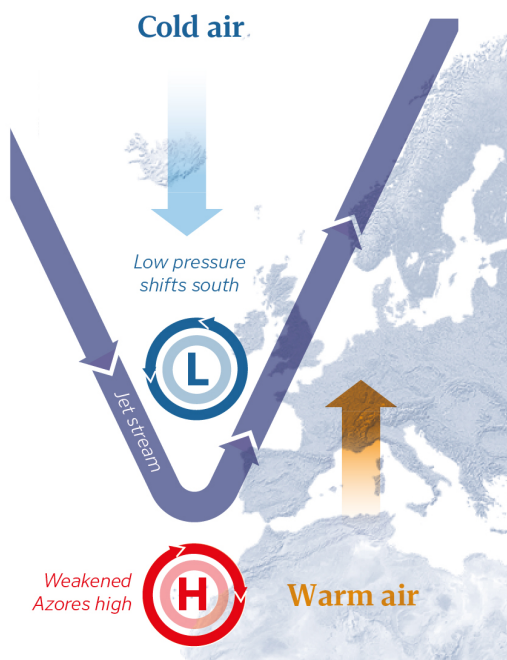 Cold air
Low pressure
shifts south
L
Jet stream
Weakened
Azores high
H
Warm air